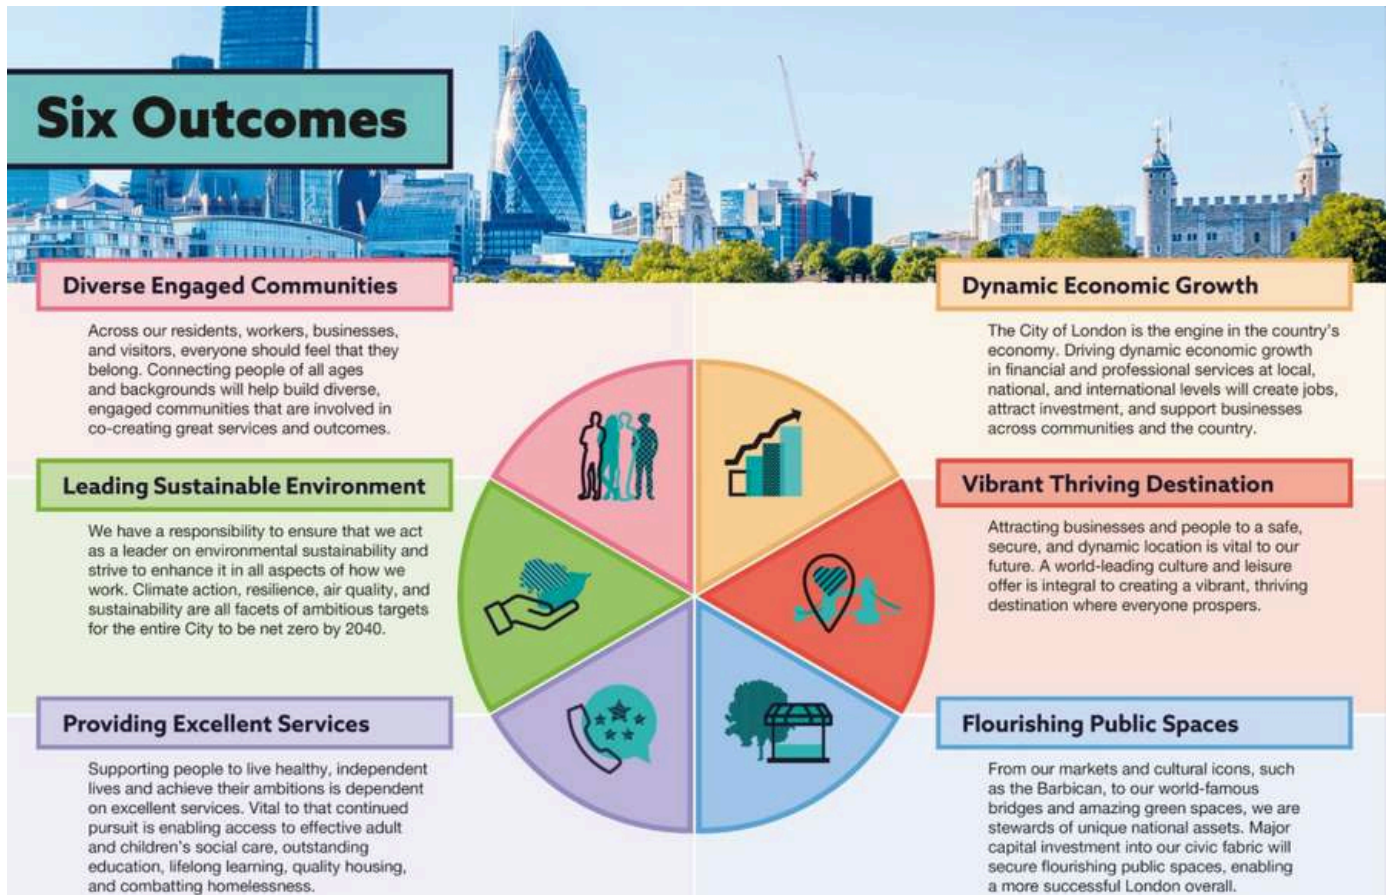 Six Outcomes
Diverse Engaged Communities
Across our residents, workers, businesses,
and visitors, everyone should feel that they
belong. Connecting people of all ages
and backgrounds will help build diverse,
engaged communities that are involved in
co-creating great services and outcomes.
Leading Sustainable Environment
We have a responsibility to ensure that we act
as a leader on environmental sustainability and
strive to enhance it in all aspects of how we
work. Climate action, resilience, air quality, and
sustainability are all facets of ambitious targets
for the entire City to be net zero by 2040.
Providing Excellent Services
Supporting people to live healthy, independent
lives and achieve their ambitions is dependent
on excellent services. Vital to that continued
pursuit is enabling access to effective adult
and children's social care, outstanding
education, lifelong learning, quality housing,
and combatting homelessness.
Dynamic Economic Growth
The City of London is the engine in the country's
economy. Driving dynamic economic growth
in financial and professional services at local,
national, and international levels will create jobs,
attract investment, and support businesses
across communities and the country.
Vibrant Thriving Destination
Attracting businesses and people to a safe,
secure, and dynamic location is vital to our
future. A world-leading culture and leisure
offer is integral to creating a vibrant, thriving
destination where everyone prospers.
Flourishing Public Spaces
From our markets and cultural icons, such
as the Barbican, to our world-famous
bridges and amazing green spaces, we are
stewards of unique national assets. Major
capital investment into our civic fabric will
secure flourishing public spaces, enabling
a more successful London overall.